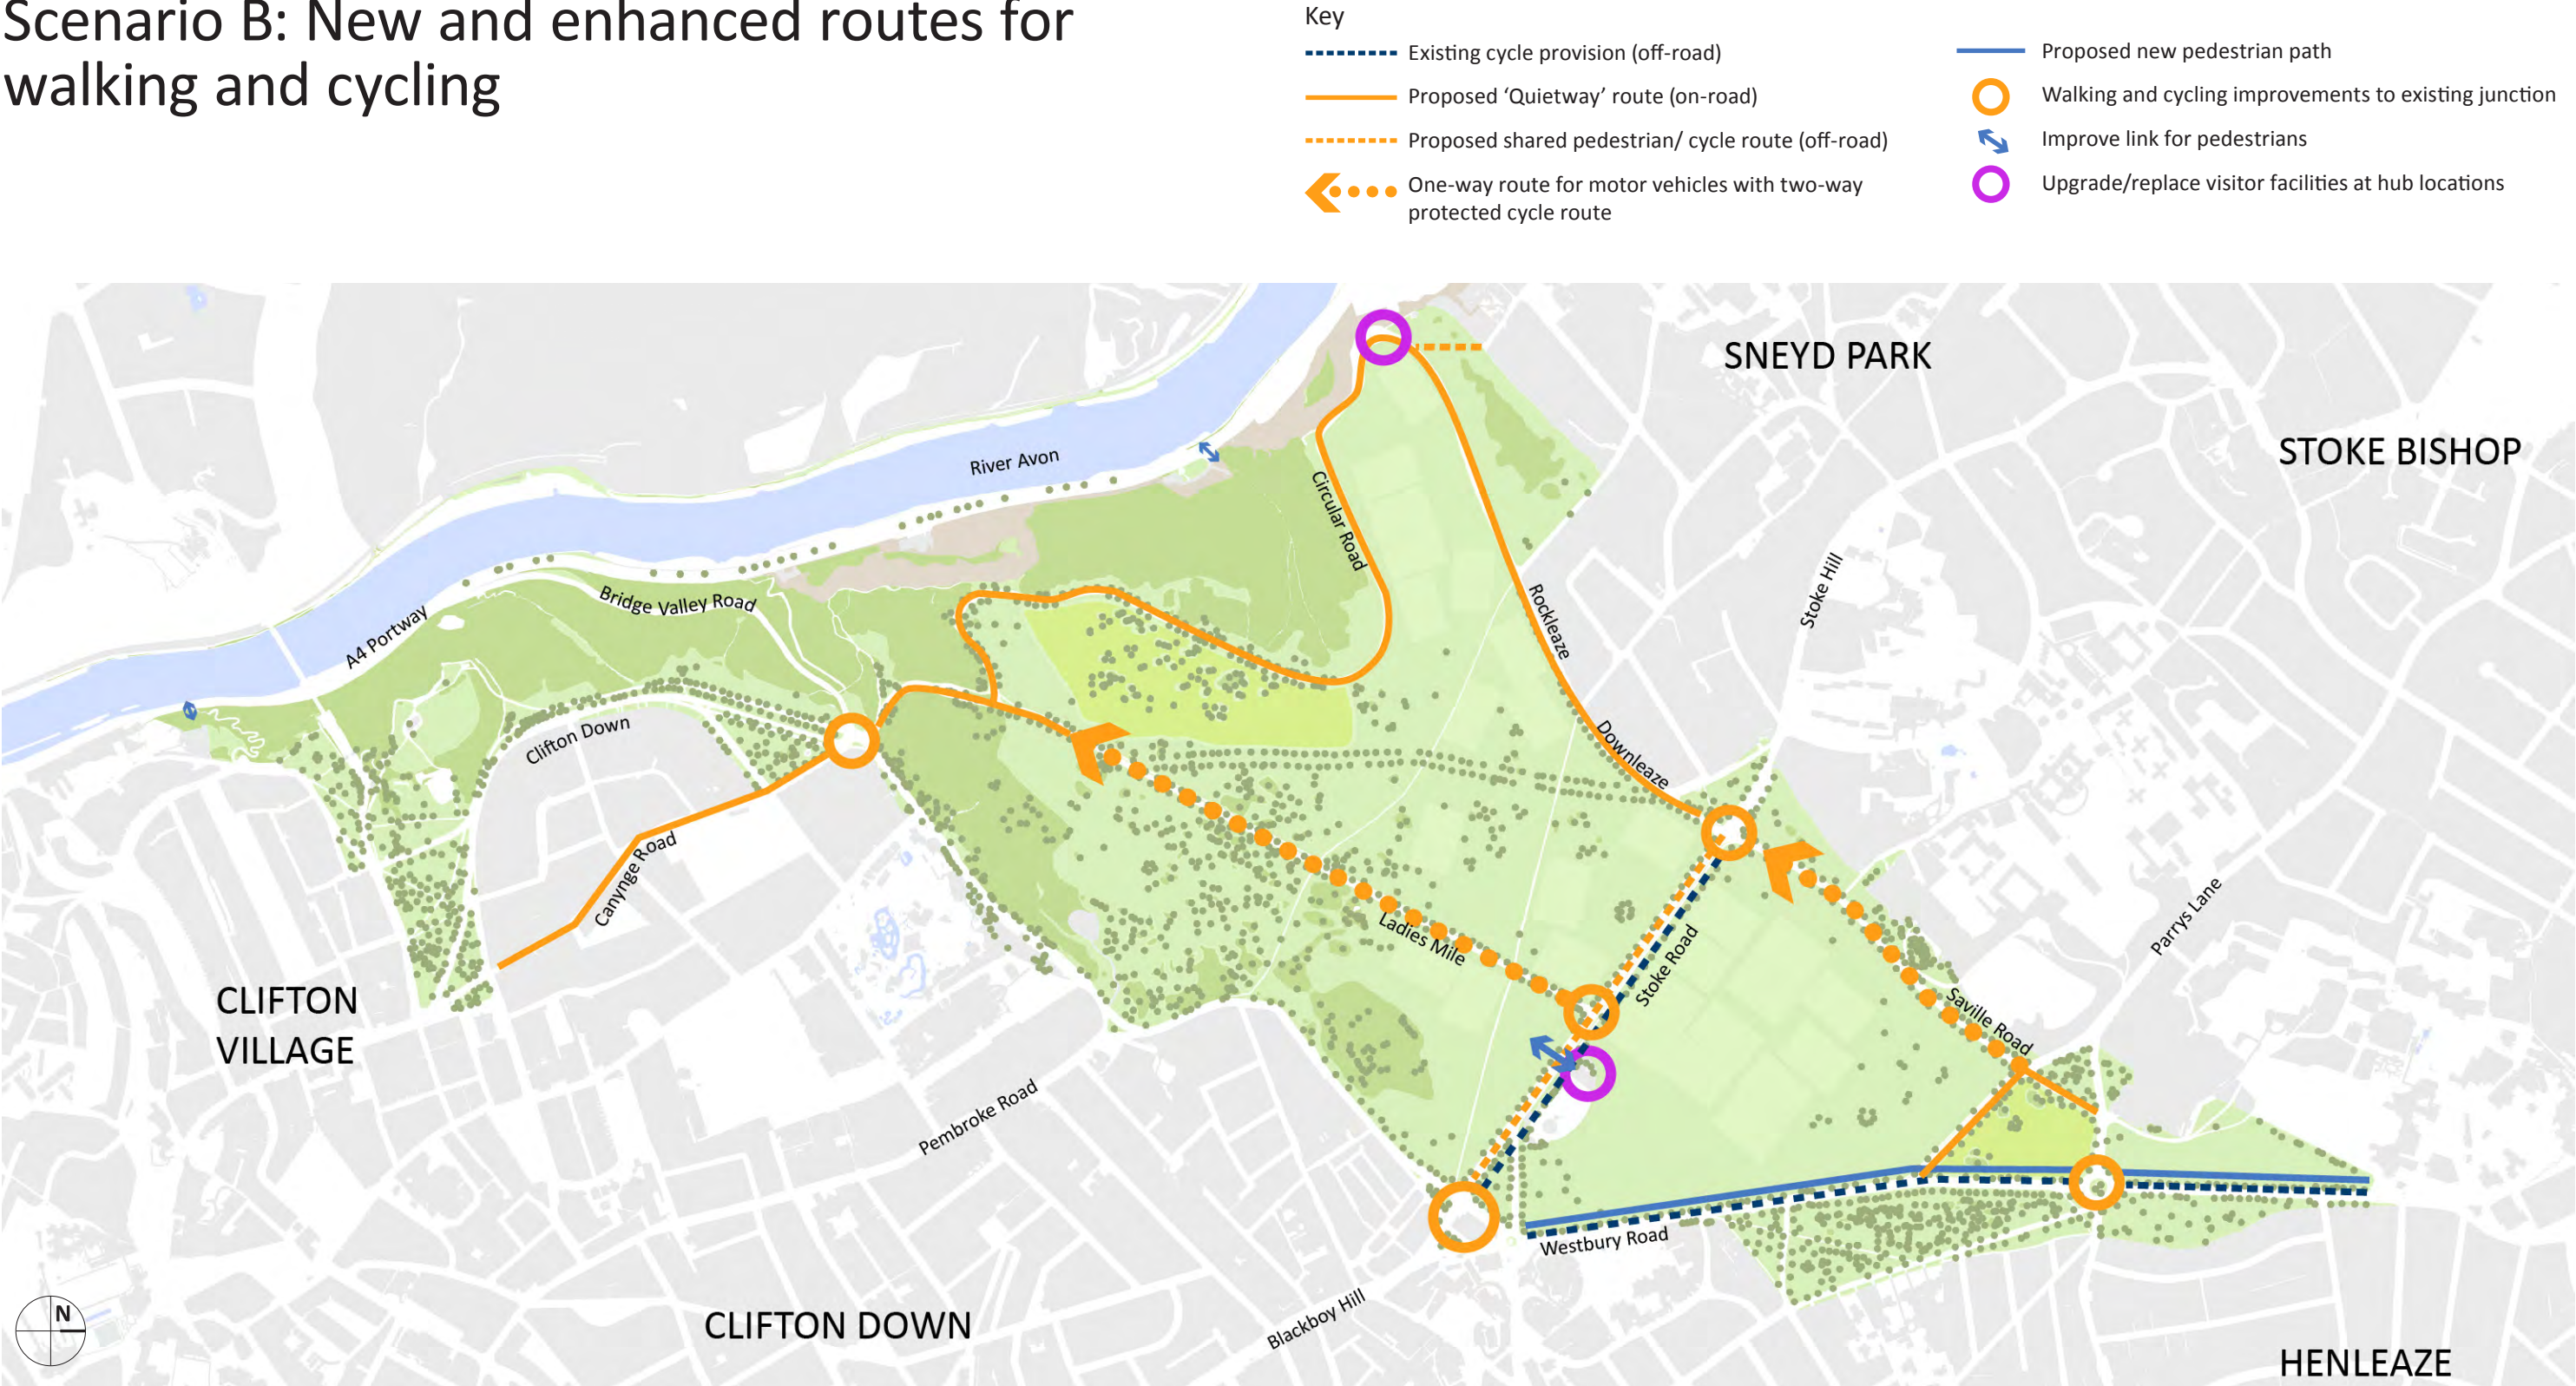 Scenario B: New and enhanced routes for
walking and cycling
Key
Existing cycle provision (off-road)
Proposed ‘Quietway’ route (on-road)
Proposed shared pedestrian/ cycle route (off-road)
One-way route for motor vehicles with two-way
protected cycle route
Proposed new pedestrian path
Walking and cycling improvements to existing junction
Improve link for pedestrians
Upgrade/replace visitor facilities at hub locations
SNEYD PARK
STOKE BISHOP
River Avon
Circular Road
Bridge Valley Road
A4 Portway
Rockleaze
Stoke Hill
Clifton Down
Downleaze
Canynge Road
Parrys Lane
Ladies Mile
Stoke Road
Saville Road
CLIFTON
VILLAGE
Pembroke Road
Westbury Road
Blackboy Hill
N
CLIFTON DOWN
HENLEAZE